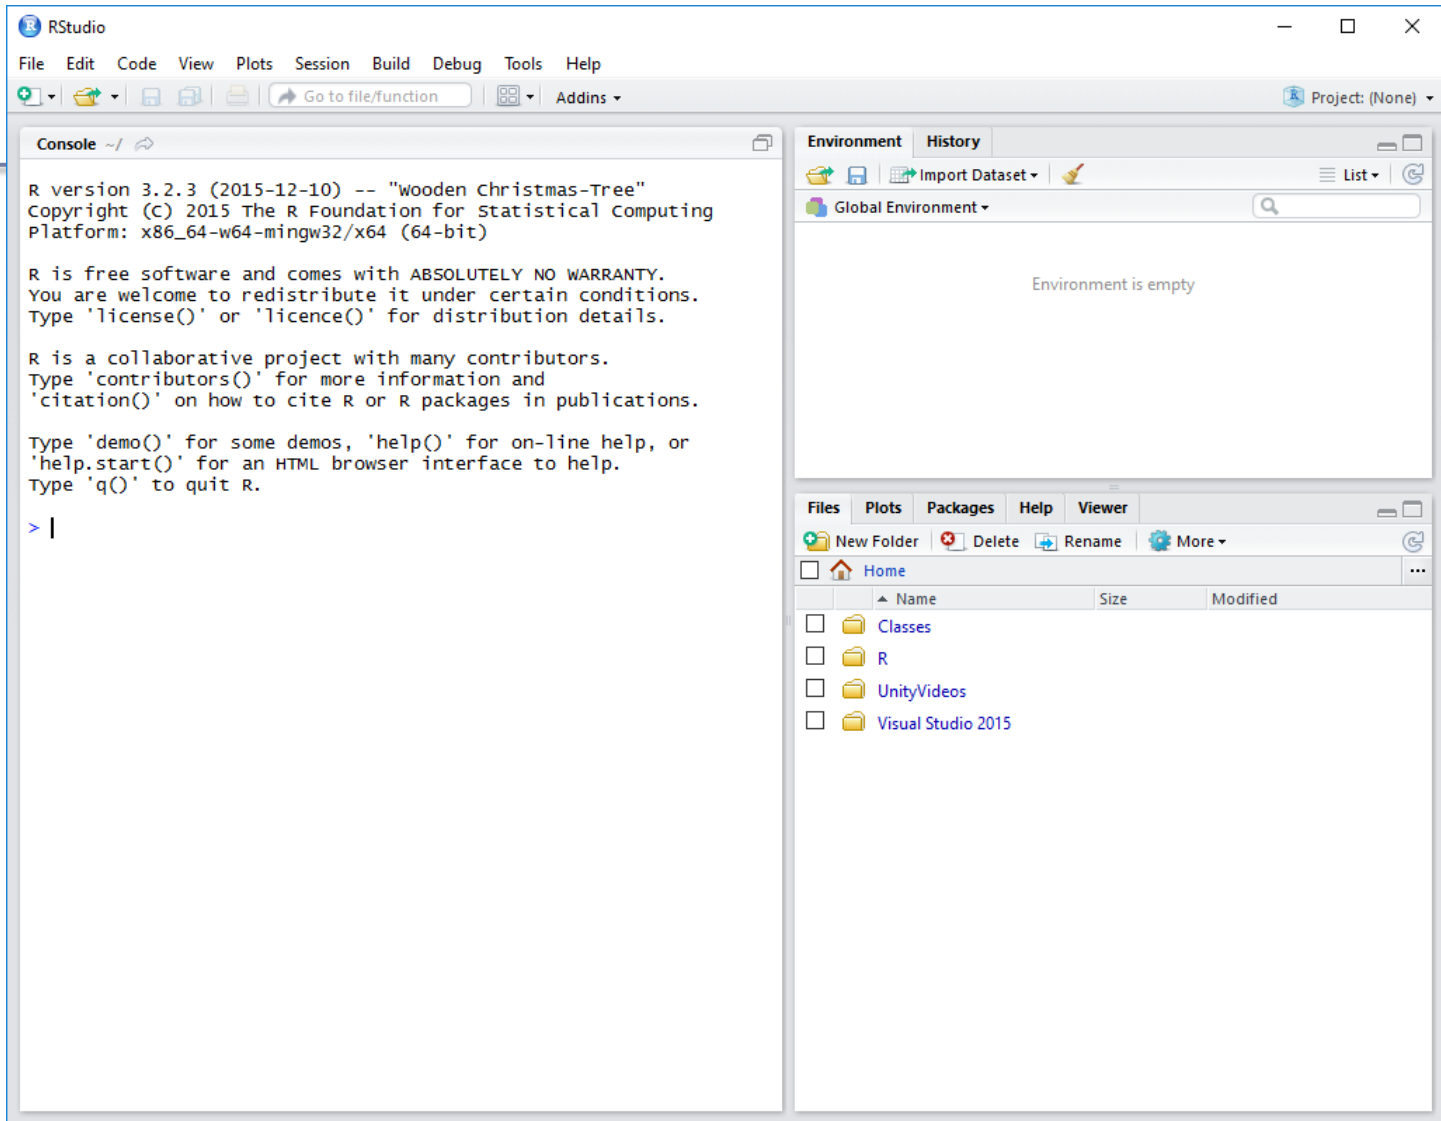 RStudio
File Edit Code View Plots Session Build Debug Tools Help
Go to file/function Addins Project: (None)
Console ~/
R version 3.2.3 (2015-12-10) -- "Wooden Christmas-Tree"
Copyright (C) 2015 The R Foundation for Statistical Computing
Platform: x86_64-w64-mingw32/x64 (64-bit)
R is free software and comes with ABSOLUTELY NO WARRANTY.
You are welcome to redistribute it under certain conditions.
Type 'license()' or 'licence()' for distribution details.
R is a collaborative project with many contributors.
Type 'contributors()' for more information and
'citation()' on how to cite R or R packages in publications.
Type 'demo()' for some demos, 'help()' for on-line help, or
'help.start()' for an HTML browser interface to help.
Type 'q()' to quit R.
>
Environment History
Import Dataset List
Global Environment
Environment is empty
Files Plots Packages Help Viewer
New Folder Delete Rename More
Home ...
Name Size Modified
Classes
R
UnityVideos
Visual Studio 2015